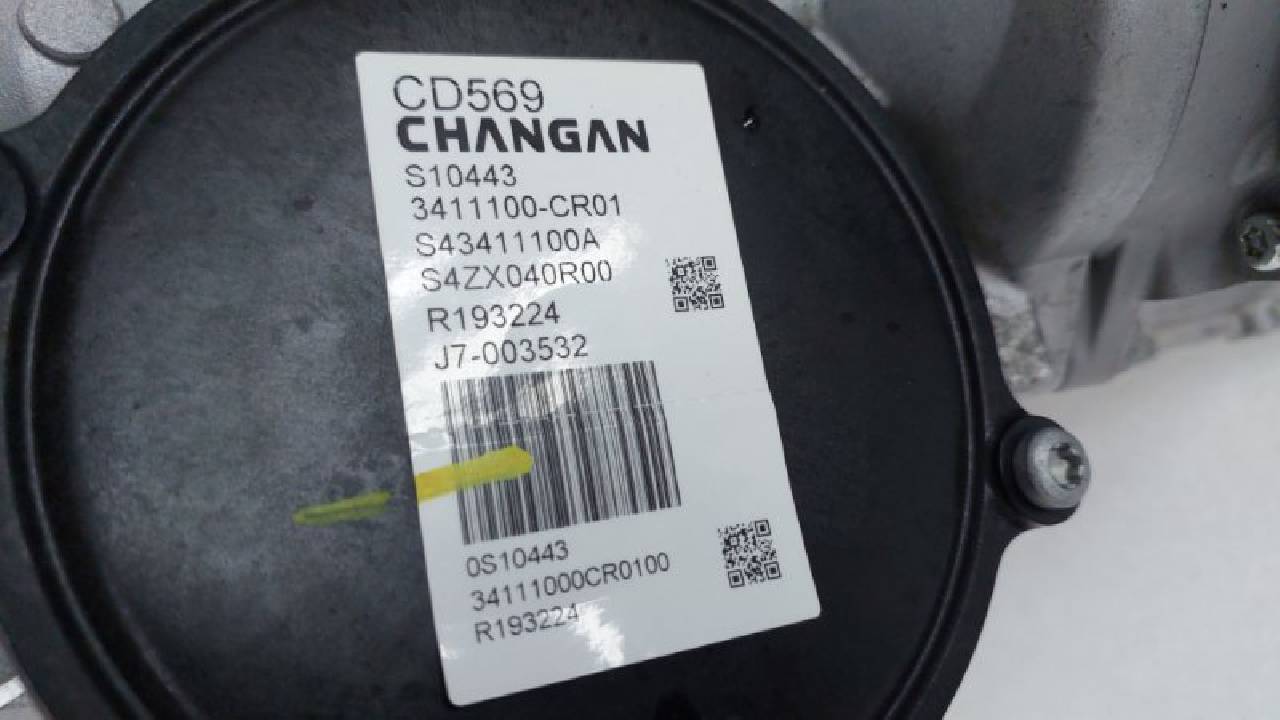 CD569
CHANGAN
S10443
3411100-CR01
S43411100A
S4ZX040R00
R193224
J7-003532
0S10443
34111000CR0100
R193224